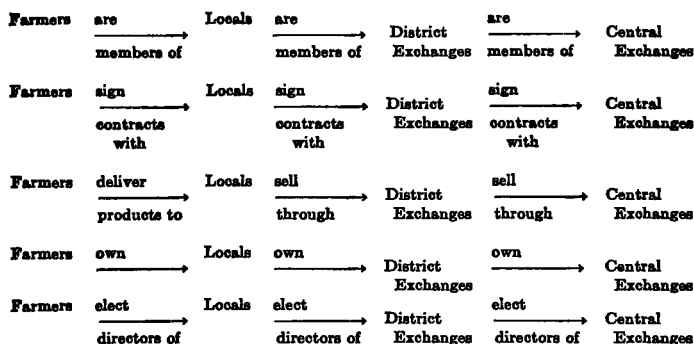 Farmers are members of Locals are members of District Exchanges are members of Central Exchanges
Farmers sign contracts with Locals sign contracts with District Exchanges sign contracts with Central Exchanges
Farmers deliver products to Locals sell through District Exchanges sell through Central Exchanges
Farmers own Locals own District Exchanges own Central Exchanges
Farmers elect directors of Locals elect directors of District Exchanges elect directors of Central Exchanges